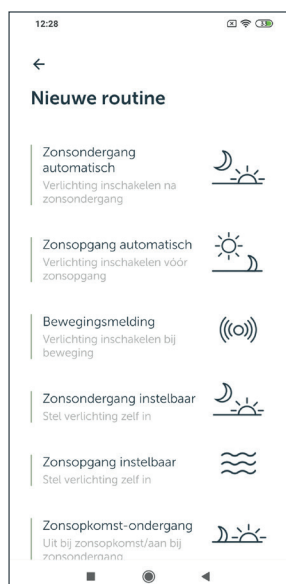 12:28
33
Nieuwe routine
Zonsondergang
automatisch
Verlichting inschakelen na
zonsondergang
Zonsopgang automatisch
Verlichting inschakelen vóór
zonsopgang
Bewegingsmelding
Verlichting inschakelen bij
beweging
Zonsondergang instelbaar
Stel verlichting zelf in
Zonsopgang instelbaar
Stel verlichting zelf in
Zonsopkomst-ondergang
Uit bij zonsopkomst/aan bij
zonsondergang